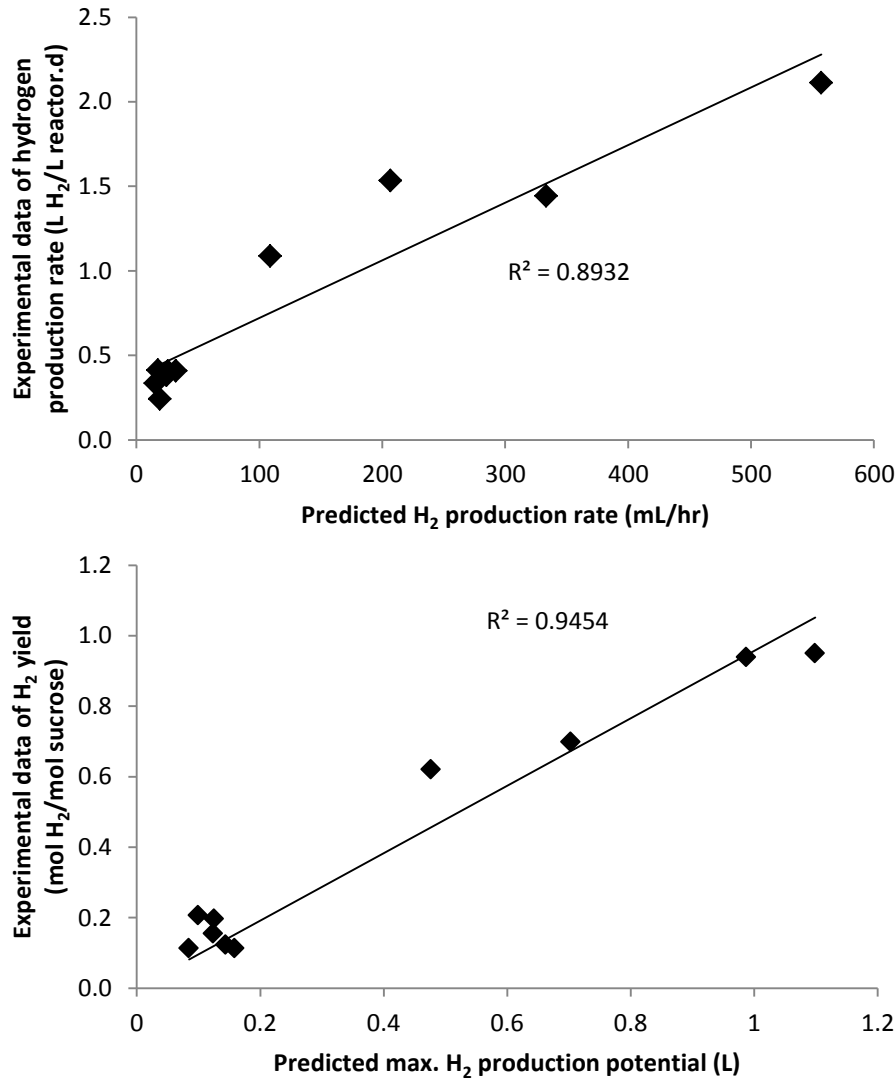 Experimental data of hydrogen
production rate (L H₂/L reactor.d)
2.5
2.0
1.5
1.0
0.5
0.0
R² = 0.8932
0 100 200 300 400 500 600
Predicted H₂ production rate (mL/hr)
Experimental data of H₂ yield
(mol H₂/mol sucrose)
1.2
1.0
0.8
0.6
0.4
0.2
0.0
R² = 0.9454
0 0.2 0.4 0.6 0.8 1 1.2
Predicted max. H₂ production potential (L)